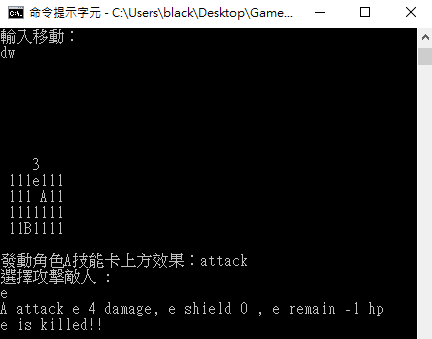 命令提示字元 - C:\Users\black\Desktop\Game...
輸入移動：
dw
3
111e111
111 A11
1111111
11B1111
發動角色A技能卡上方效果：attack
選擇攻擊敵人 :
e
A attack e 4 damage, e shield 0 , e remain -1 hp
e is killed!!